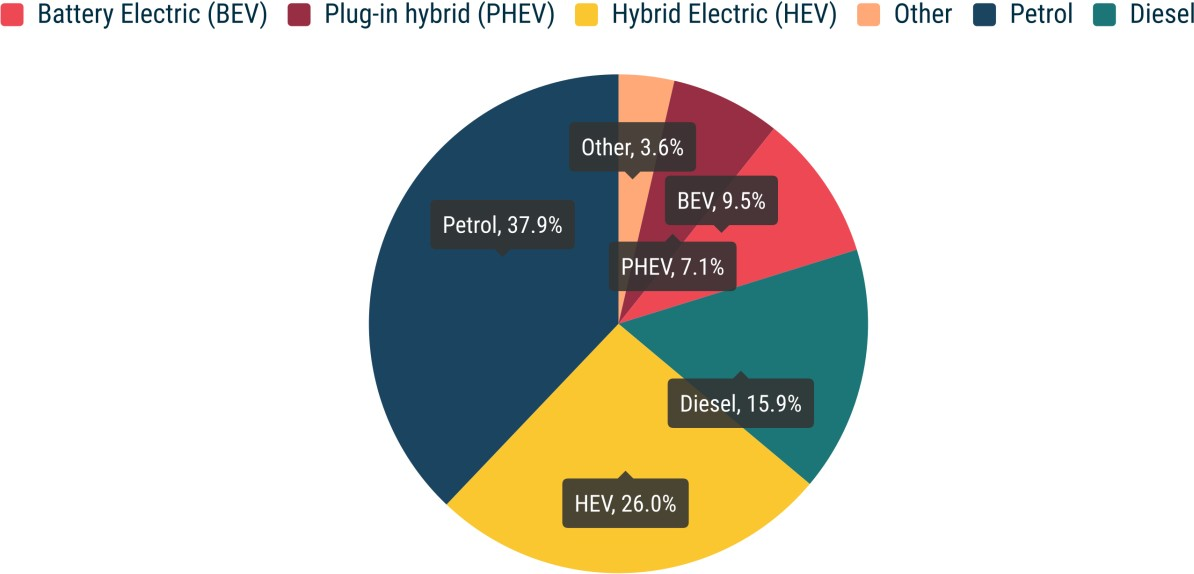 Battery Electric (BEV) Plug-in hybrid (PHEV) Hybrid Electric (HEV) Other Petrol Diesel
Other, 3.6%
BEV, 9.5%
Petrol, 37.9%
PHEV, 7.1%
Diesel, 15.9%
HEV, 26.0%